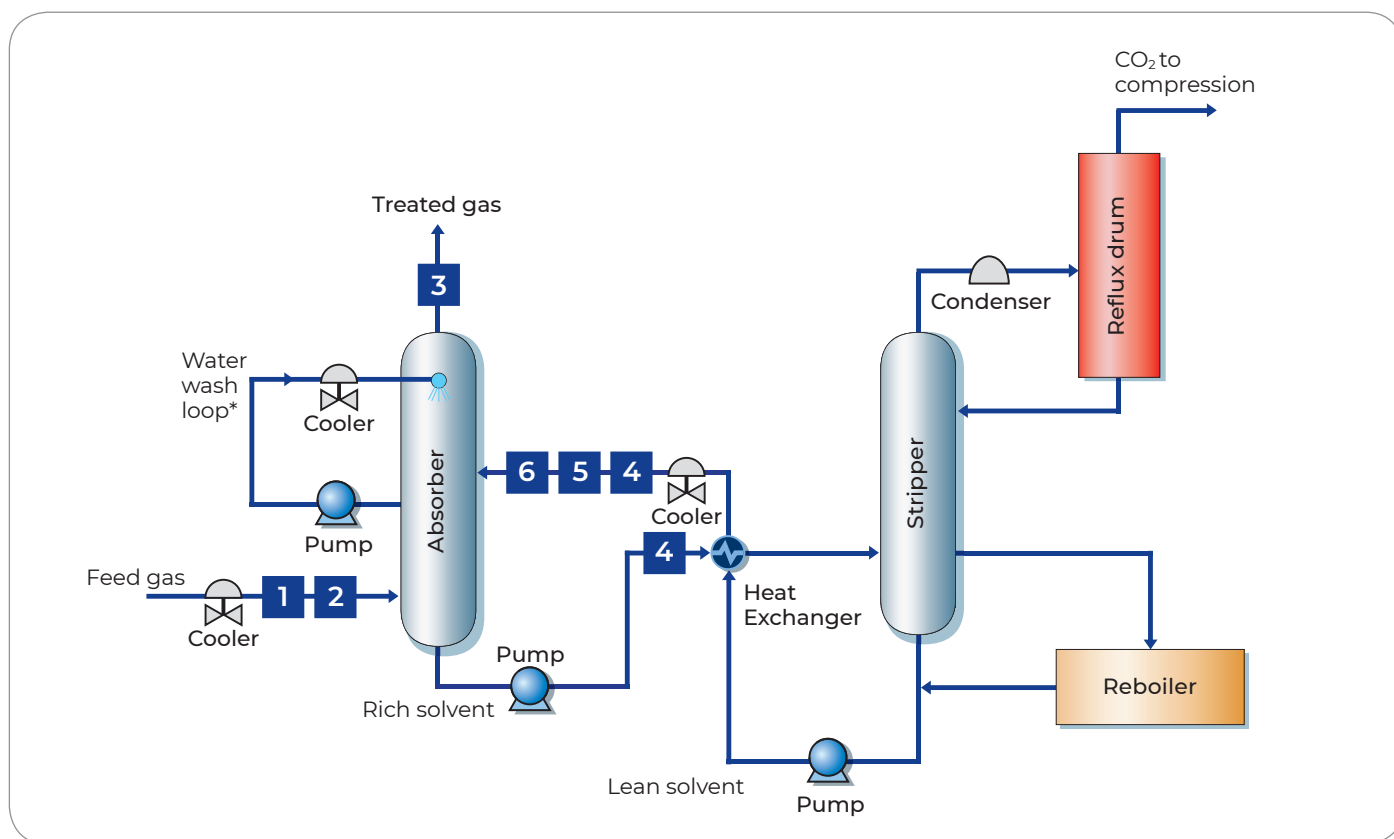 CO₂ to
compression
Reflux drum
Treated gas
3
Condenser
Water
wash
loop*
Cooler
Absorber
6 5 4
Cooler
Stripper
Pump
4
Feed gas
1 2
Cooler
Heat
Exchanger
Pump
Rich solvent
Reboiler
Lean solvent
Pump